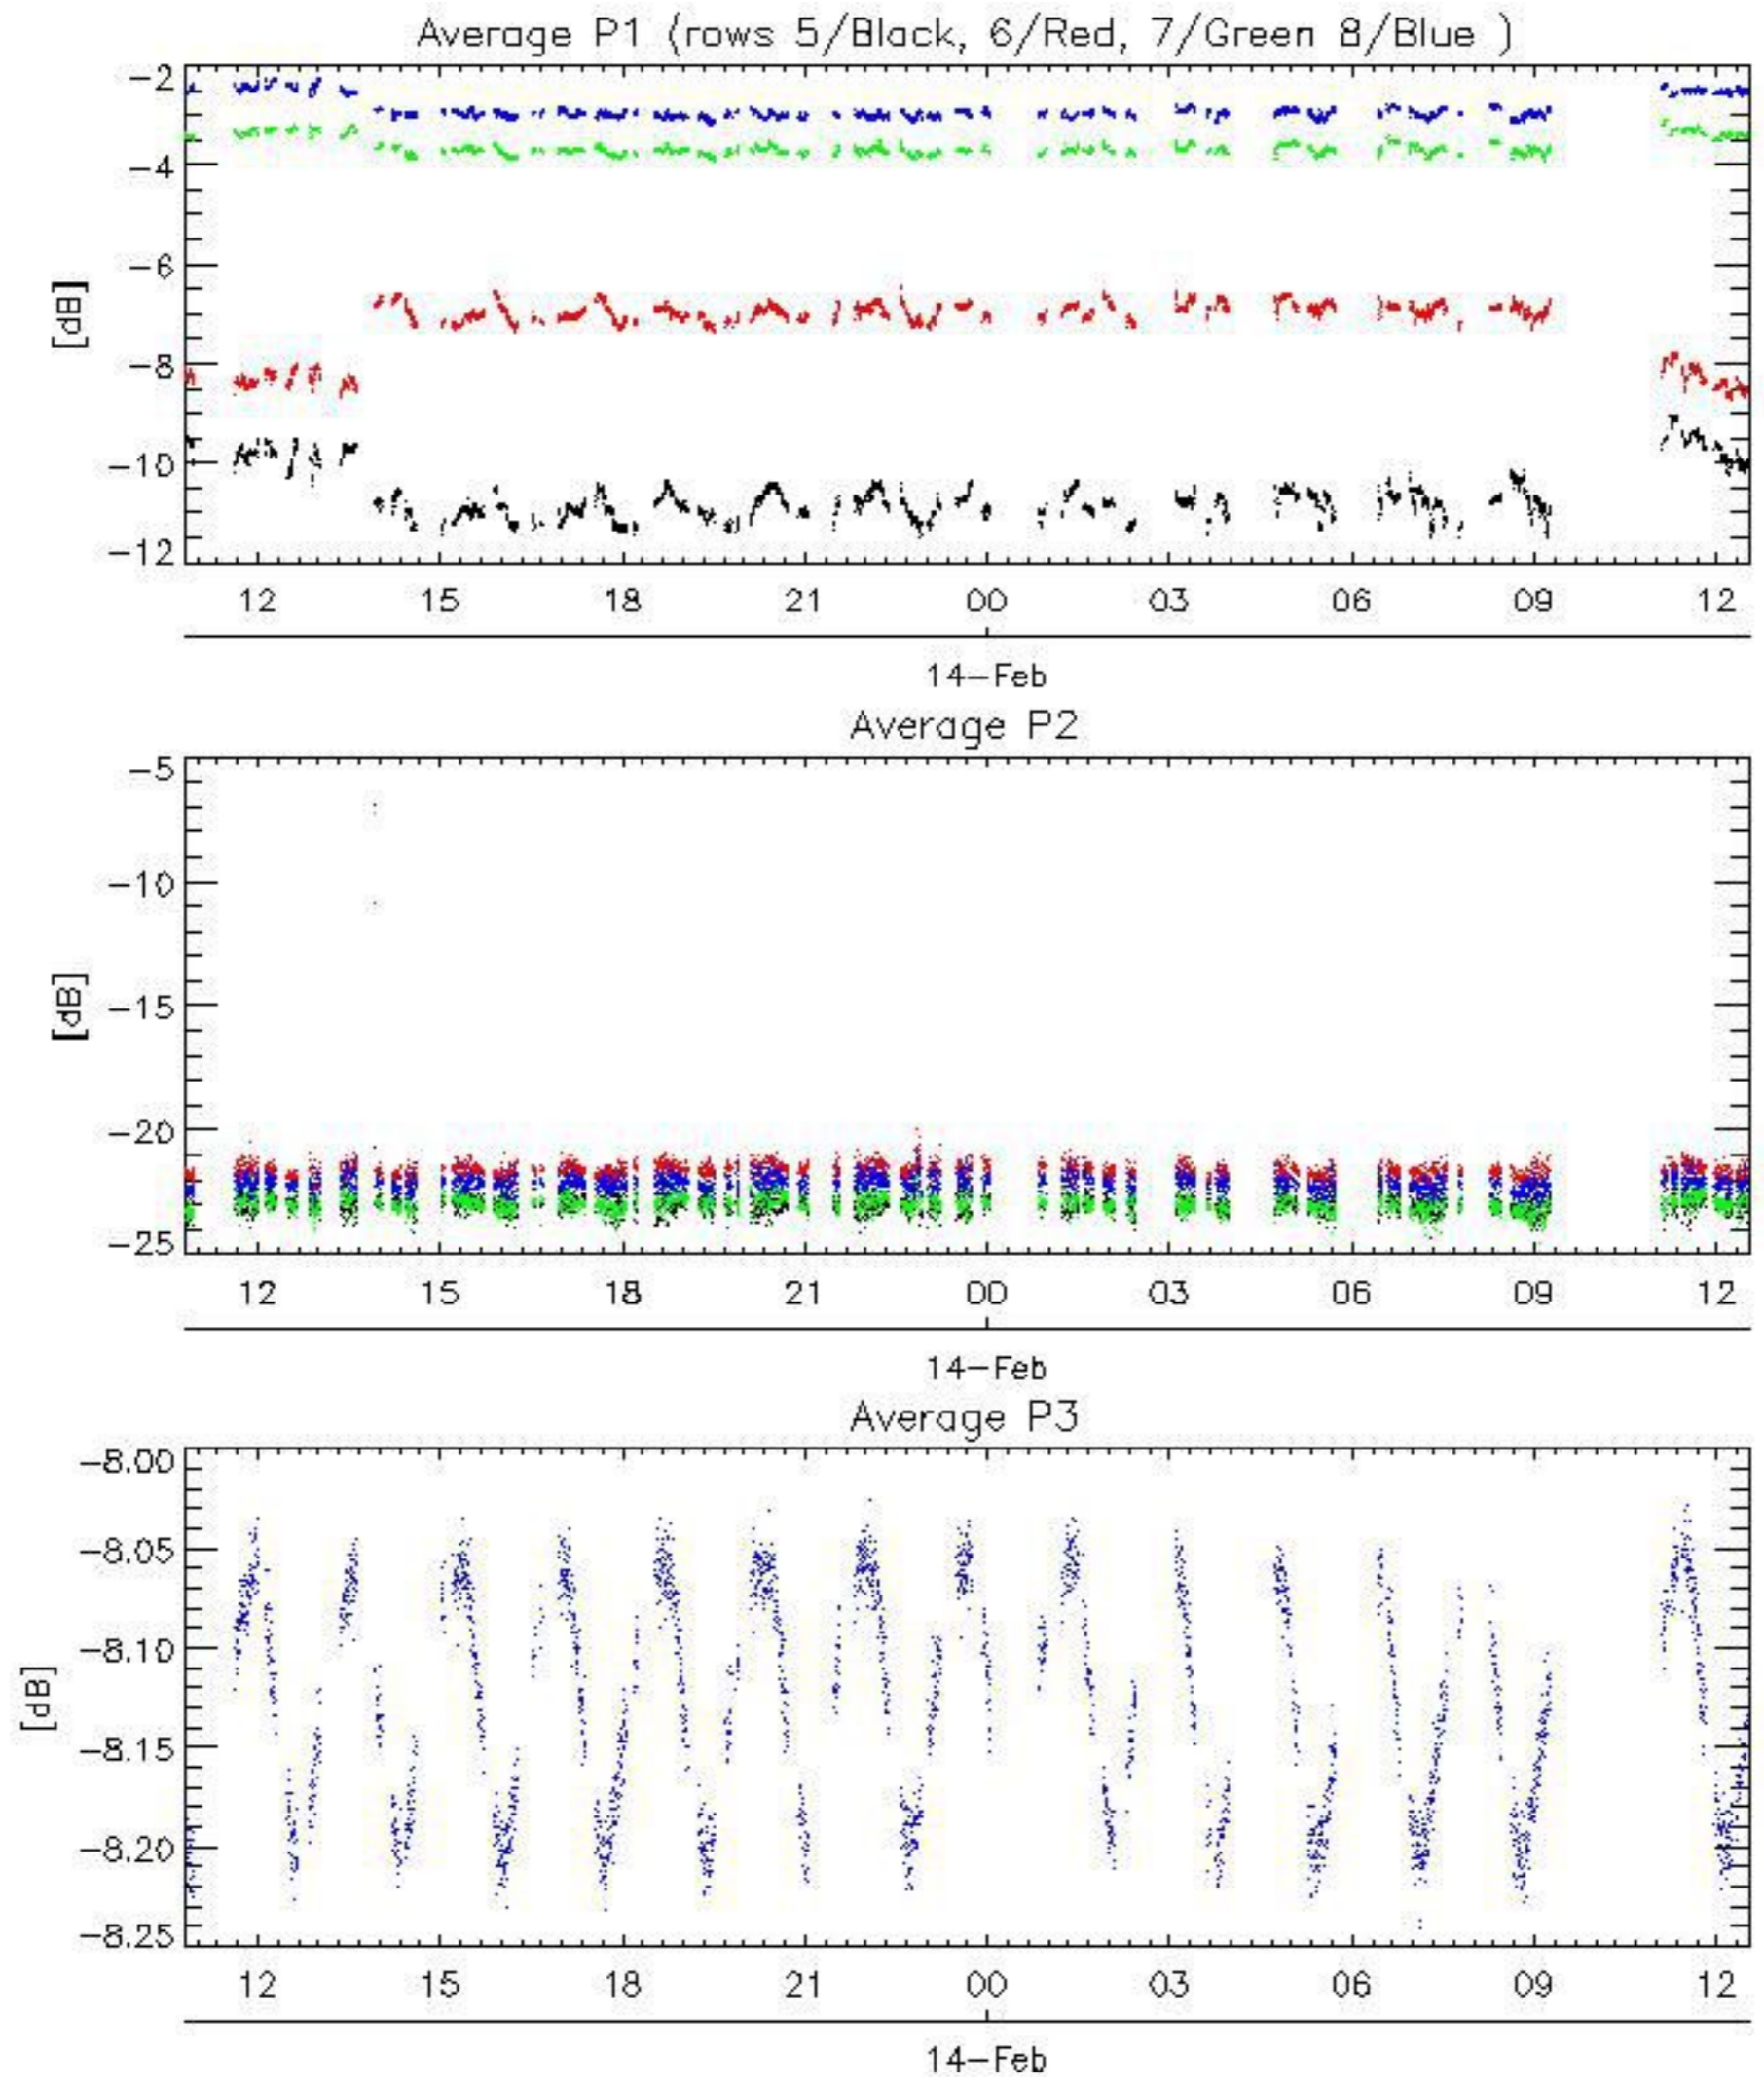 Average P1 (rows 5/Black, 6/Red, 7/Green 8/Blue )
−2
−4
−6
−8
−10
−12
[dB]
12 15 18 21 00 03 06 09 12
14−Feb
Average P2
−5
−10
−15
−20
−25
[dB]
12 15 18 21 00 03 06 09 12
14−Feb
Average P3
−8.00
−8.05
−8.10
−8.15
−8.20
−8.25
[dB]
12 15 18 21 00 03 06 09 12
14−Feb